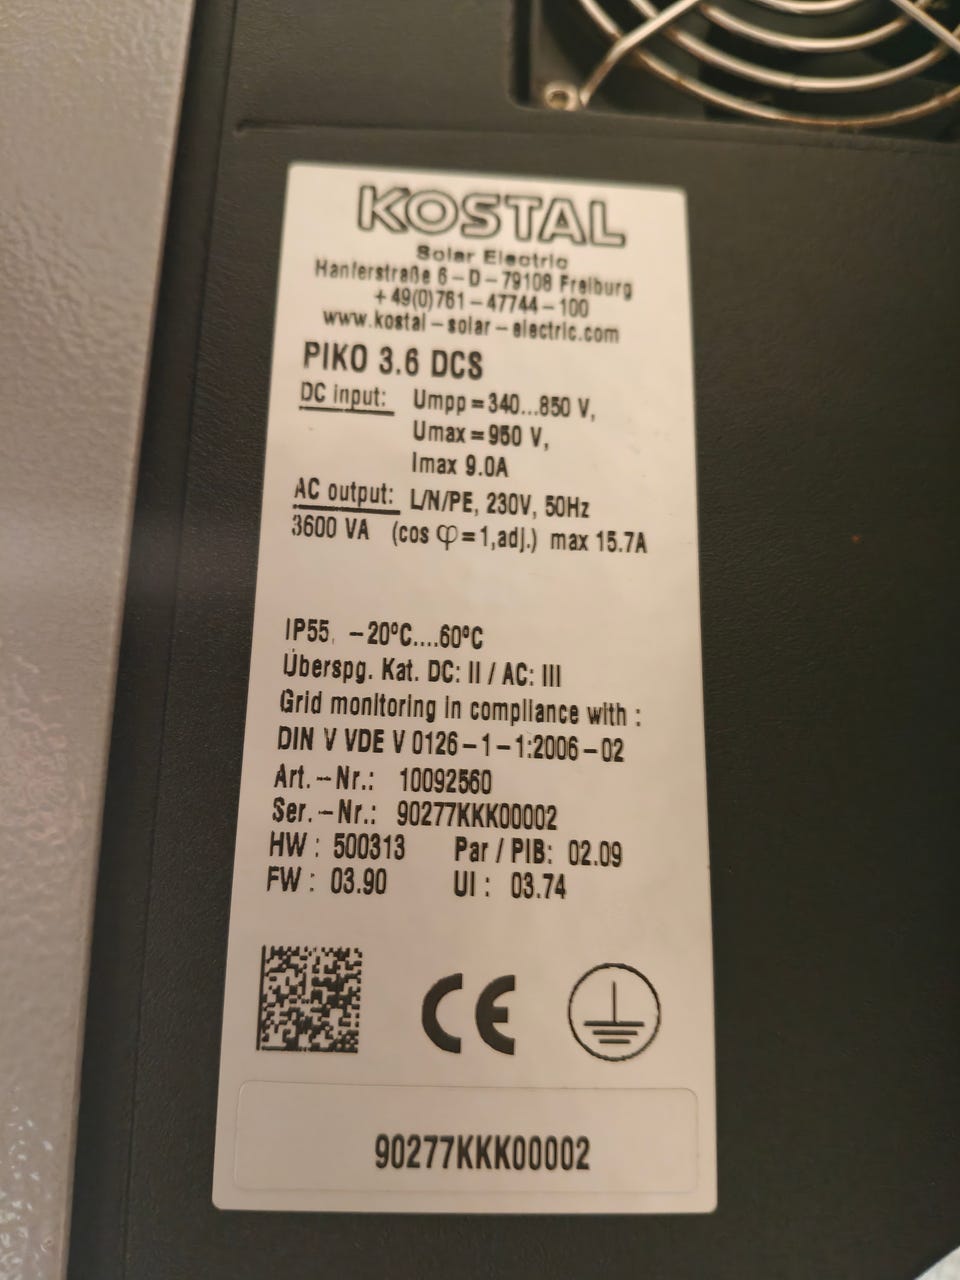 KOSTAL
Solar Electric
Hanferstraße 6 - D - 79108 Freiburg
+49(0)761 - 47744 - 100
www.kostal-solar-electric.com
PIKO 3.6 DCS
DC input: Umpp=340...850 V,
Umax=950 V,
Imax 9.0A
AC output: L/N/PE, 230V, 50Hz
3600 VA (cos φ=1,adj.) max 15.7A
IP55, -20°C....60°C
Überspg. Kat. DC: II / AC: III
Grid monitoring in compliance with :
DIN V VDE V 0126-1-1:2006-02
Art.-Nr.: 10092560
Ser.-Nr.: 90277KKK00002
HW : 500313 Par / PIB: 02.09
FW : 03.90 UI : 03.74
CE
90277KKK00002